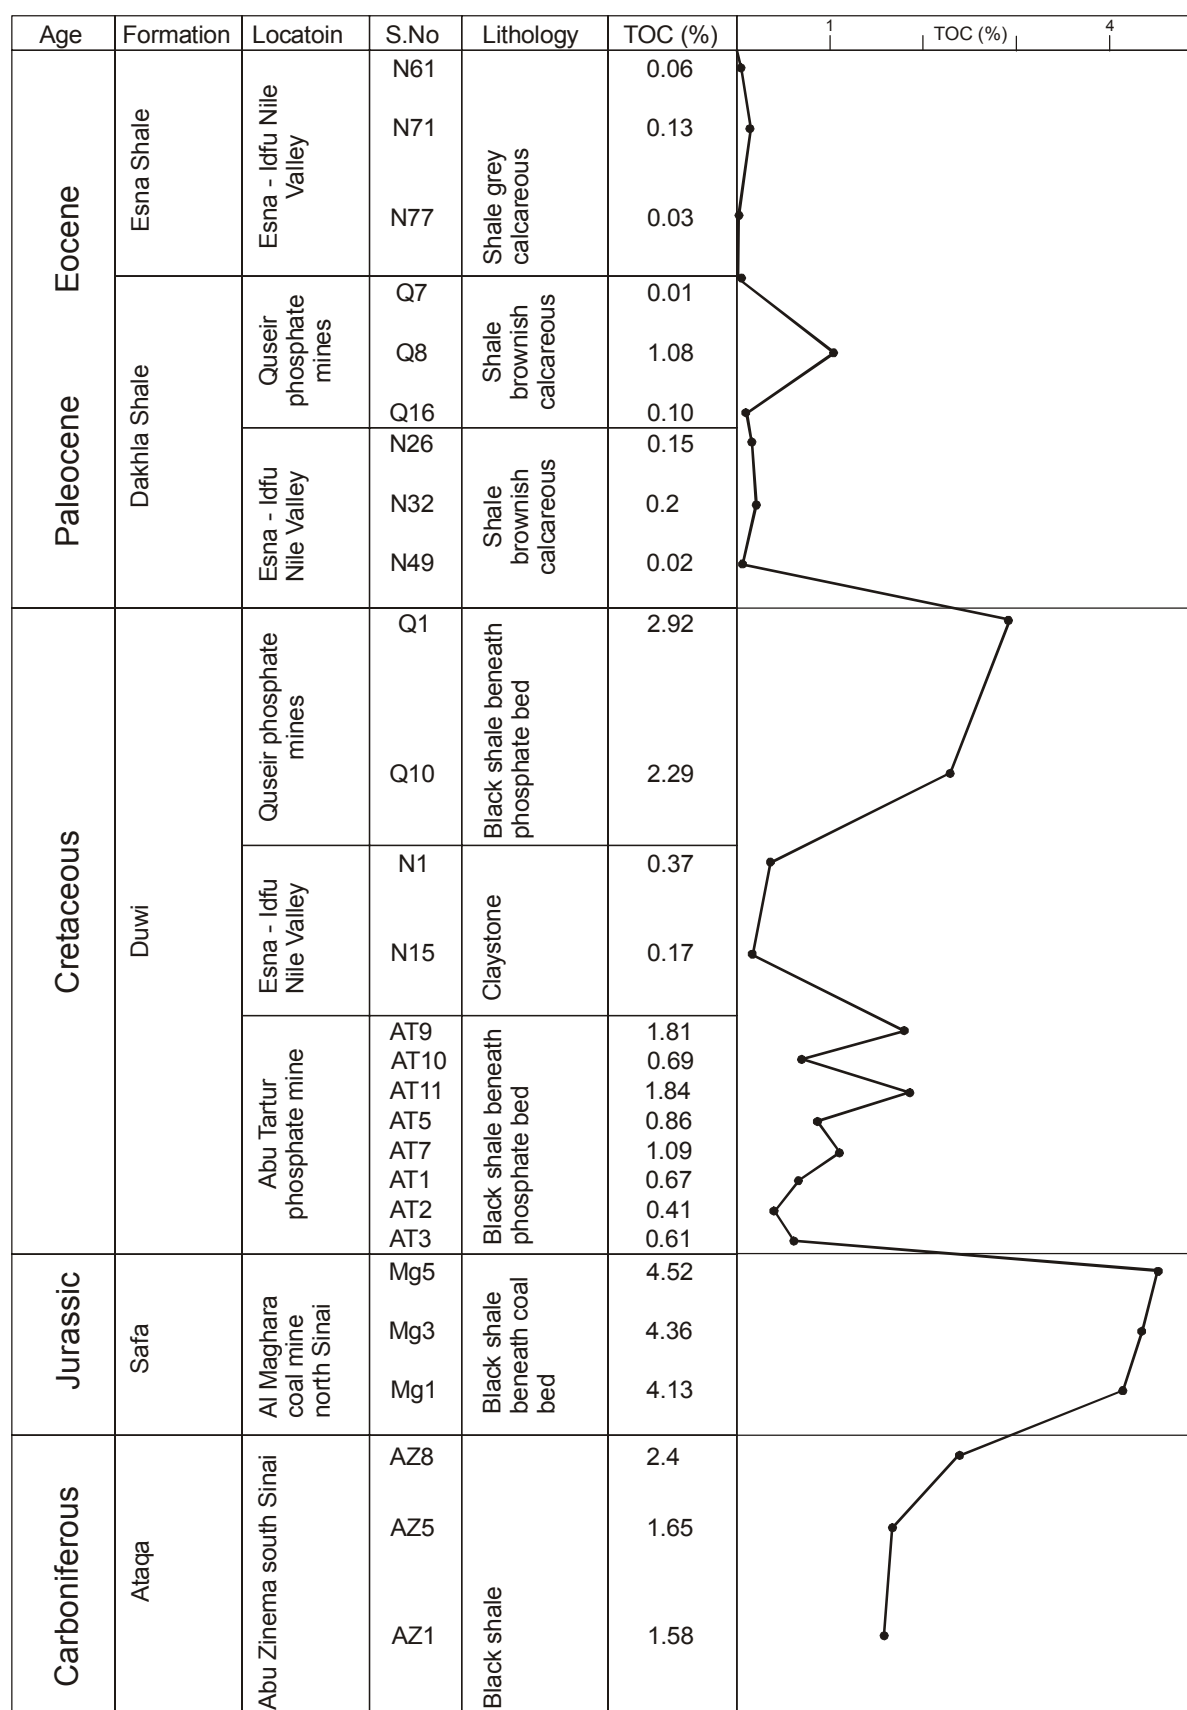 Age Formation Locatoin S.No Lithology TOC (%) 1 TOC (%) 4
Eocene
Paleocene
Esna Shale
Esna - Idfu Nile
Valley
N61 0.06
N71 0.13
N77 0.03
Shale grey
calcareous
Dakhla Shale
Quseir
phosphate
mines
Q7 0.01
Q8 1.08
Q16 0.10
Shale
brownish
calcareous
Esna - Idfu
Nile Valley
N26 0.15
N32 0.2
N49 0.02
Shale
brownish
calcareous
Cretaceous
Duwi
Quseir phosphate
mines
Q1 2.92
Q10 2.29
Black shale beneath
phosphate bed
Esna - Idfu
Nile Valley
N1 0.37
N15 0.17
Claystone
Abu Tartur
phosphate mine
AT9 1.81
AT10 0.69
AT11 1.84
AT5 0.86
AT7 1.09
AT1 0.67
AT2 0.41
AT3 0.61
Black shale beneath
phosphate bed
Jurassic
Safa
Al Maghara
coal mine
north Sinai
Mg5 4.52
Mg3 4.36
Mg1 4.13
Black shale
beneath coal
bed
Carboniferous
Ataqa
Abu Zinema south Sinai
AZ8 2.4
AZ5 1.65
AZ1 1.58
Black shale